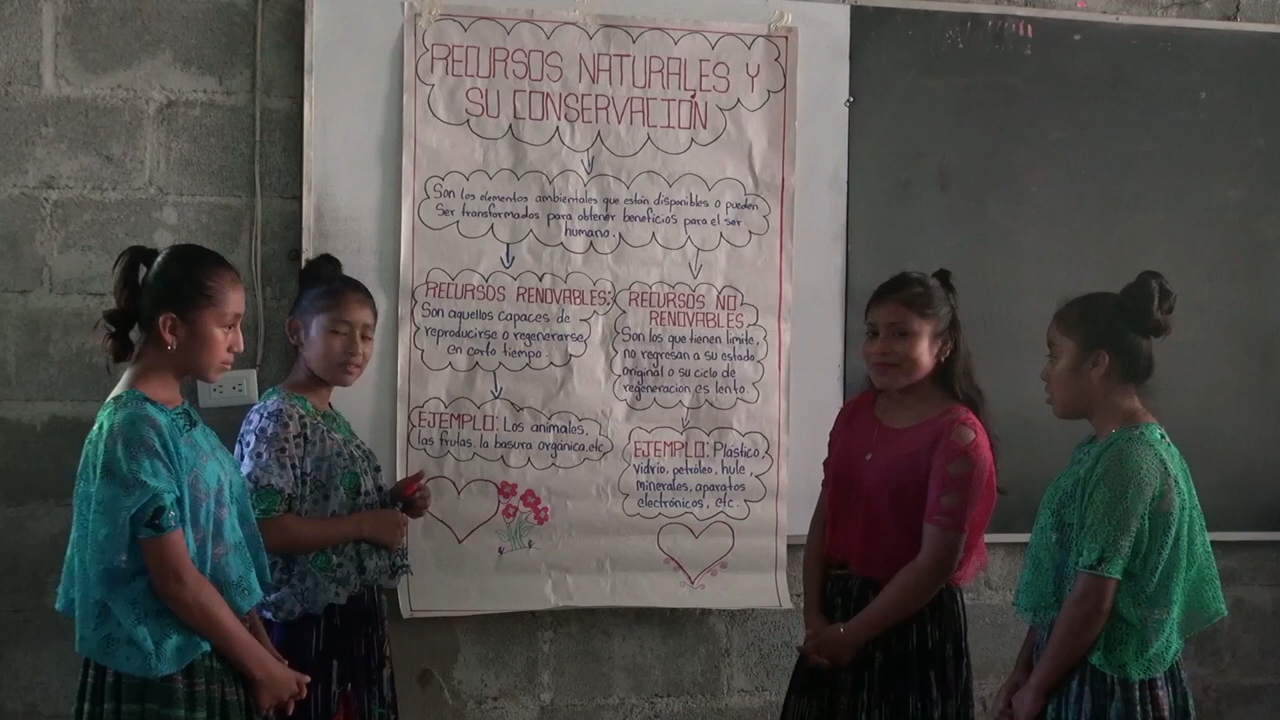 RECURSOS NATURALES Y
SU CONSERVACIÓN
Son los elementos ambientales que están disponibles o pueden
Ser transformados para obtener beneficios para el ser
humano.
RECURSOS RENOVABLES:
Son aquellos capaces de
reproducirse o regenerarse
en corto tiempo.
EJEMPLO: Los animales,
las frutas, la basura orgánica, etc
RECURSOS NO
RENOVABLES
Son los que tienen limite,
no regresan a su estado
original o su ciclo de
regeneración es lento.
EJEMPLO: Plástico,
vidrio, petróleo, hule,
minerales, aparatos
electrónicos, etc.